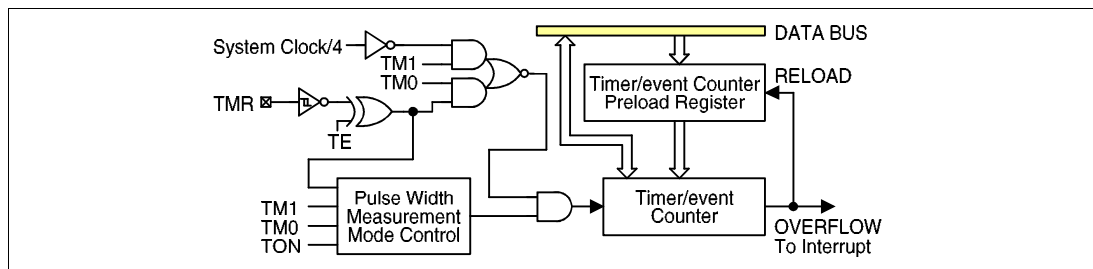 System Clock/4
TM1
TM0
TMR
TE
DATA BUS
Timer/event Counter
Preload Register
RELOAD
TM1
TM0
TON
Pulse Width
Measurement
Mode Control
Timer/event
Counter
OVERFLOW
To Interrupt